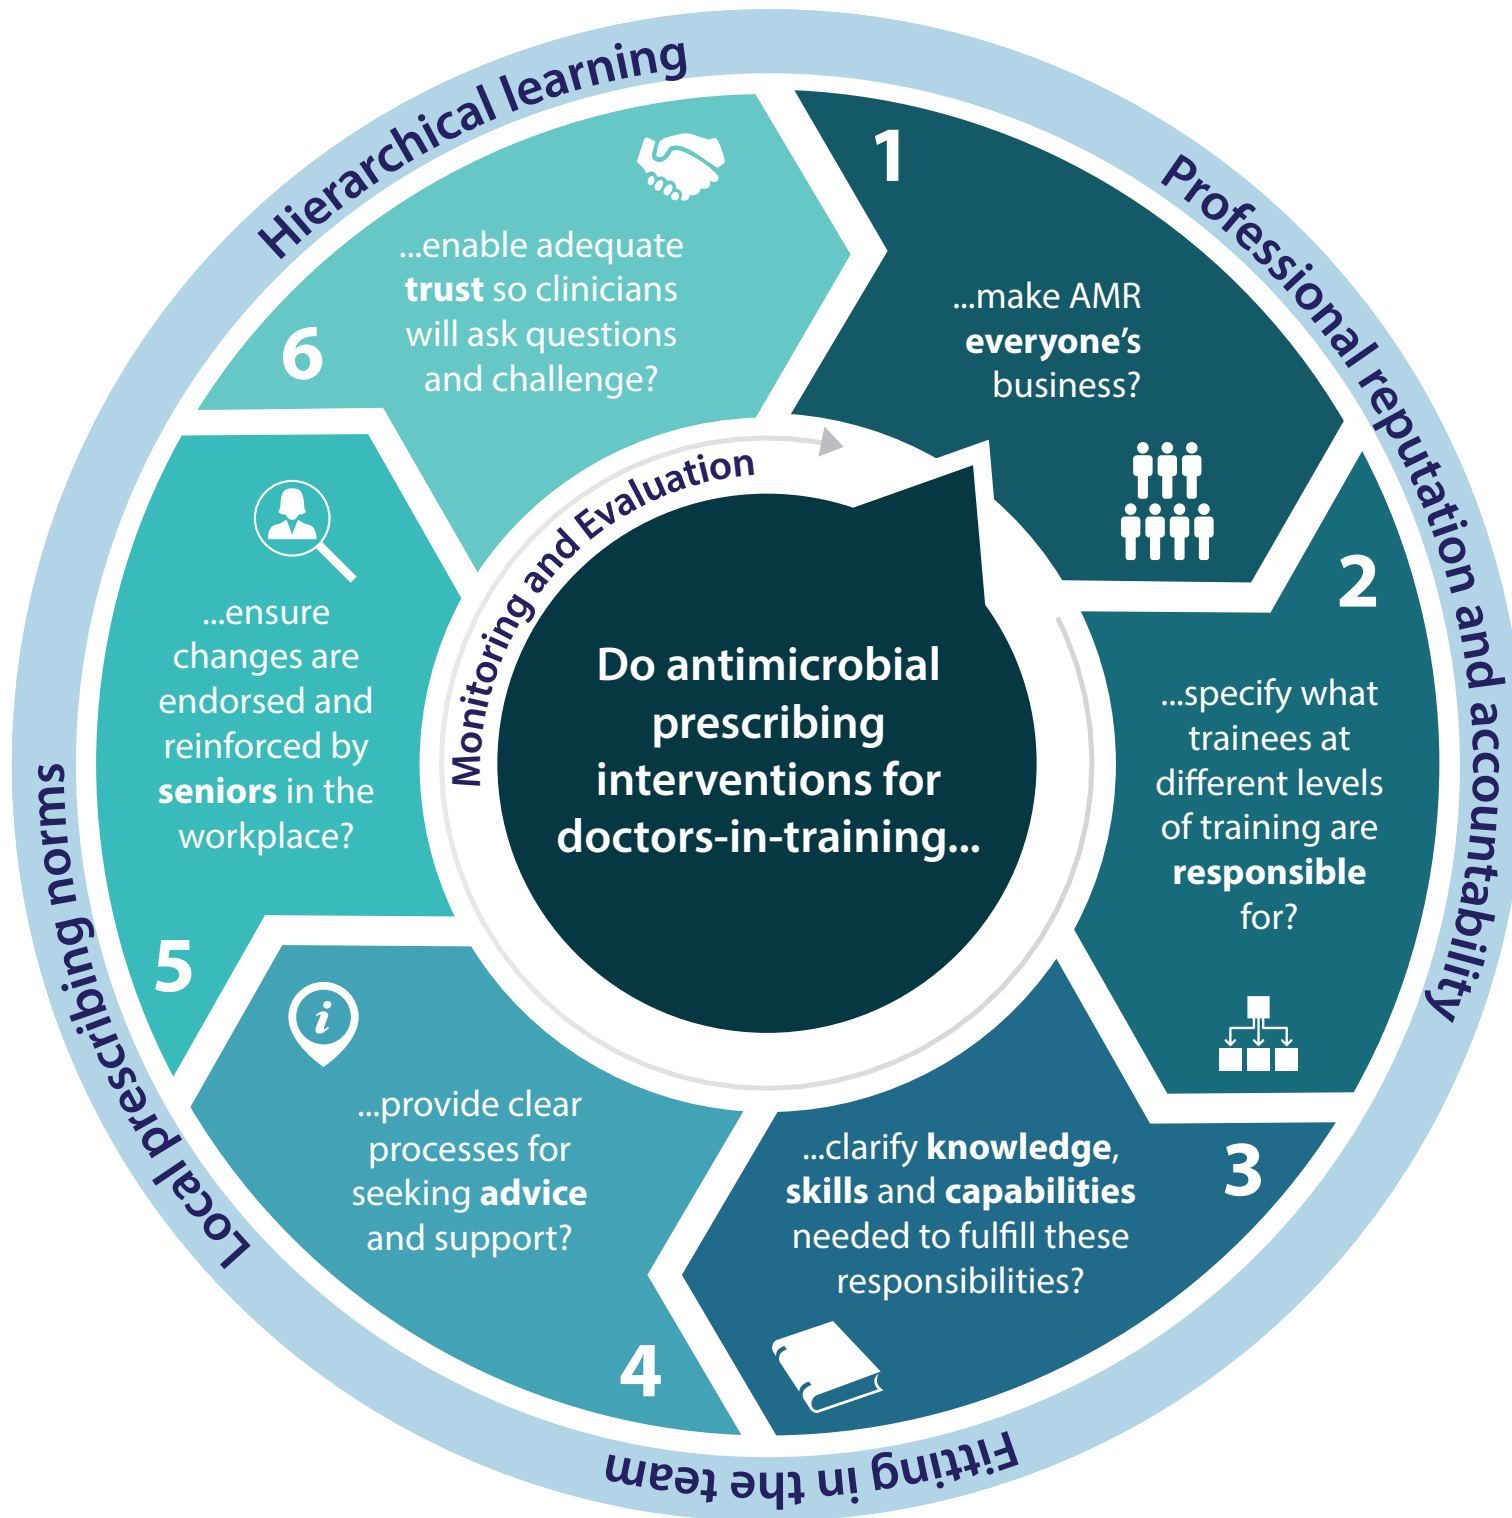 Hierarchical learning
Professional reputation and accountability
Fitting in the team
Local prescribing norms
Monitoring and Evaluation
Do antimicrobial
prescribing
interventions for
doctors-in-training...
1
...make AMR
everyone's
business?
2
...specify what
trainees at
different levels
of training are
responsible
for?
3
...clarify knowledge,
skills and capabilities
needed to fulfill these
responsibilities?
4
...provide clear
processes for
seeking advice
and support?
i
5
...ensure
changes are
endorsed and
reinforced by
seniors in the
workplace?
6
...enable adequate
trust so clinicians
will ask questions
and challenge?